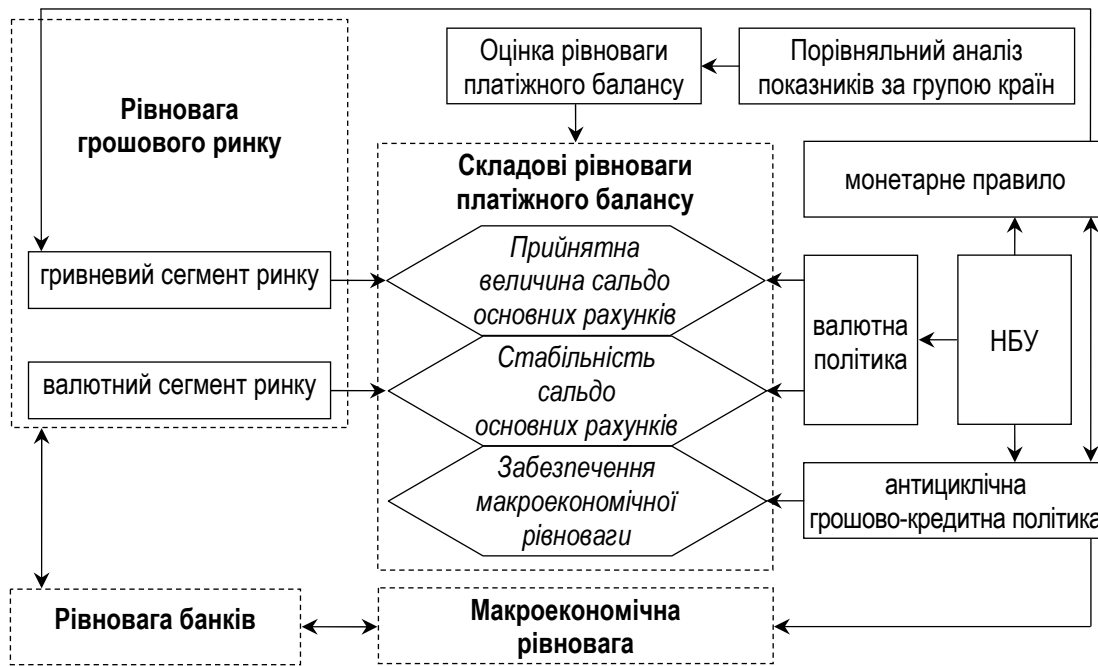 Рівновага
грошового ринку
гривневий сегмент ринку
валютний сегмент ринку
Оцінка рівноваги
платіжного балансу
Порівняльний аналіз
показників за групою країн
Складові рівноваги
платіжного балансу
Прийнятна
величина сальдо
основних рахунків
Стабільність
сальдо
основних рахунків
Забезпечення
макроекономічної
рівноваги
монетарне правило
валютна
політика
НБУ
антициклічна
грошово-кредитна політика
Рівновага банків
Макроекономічна
рівновага